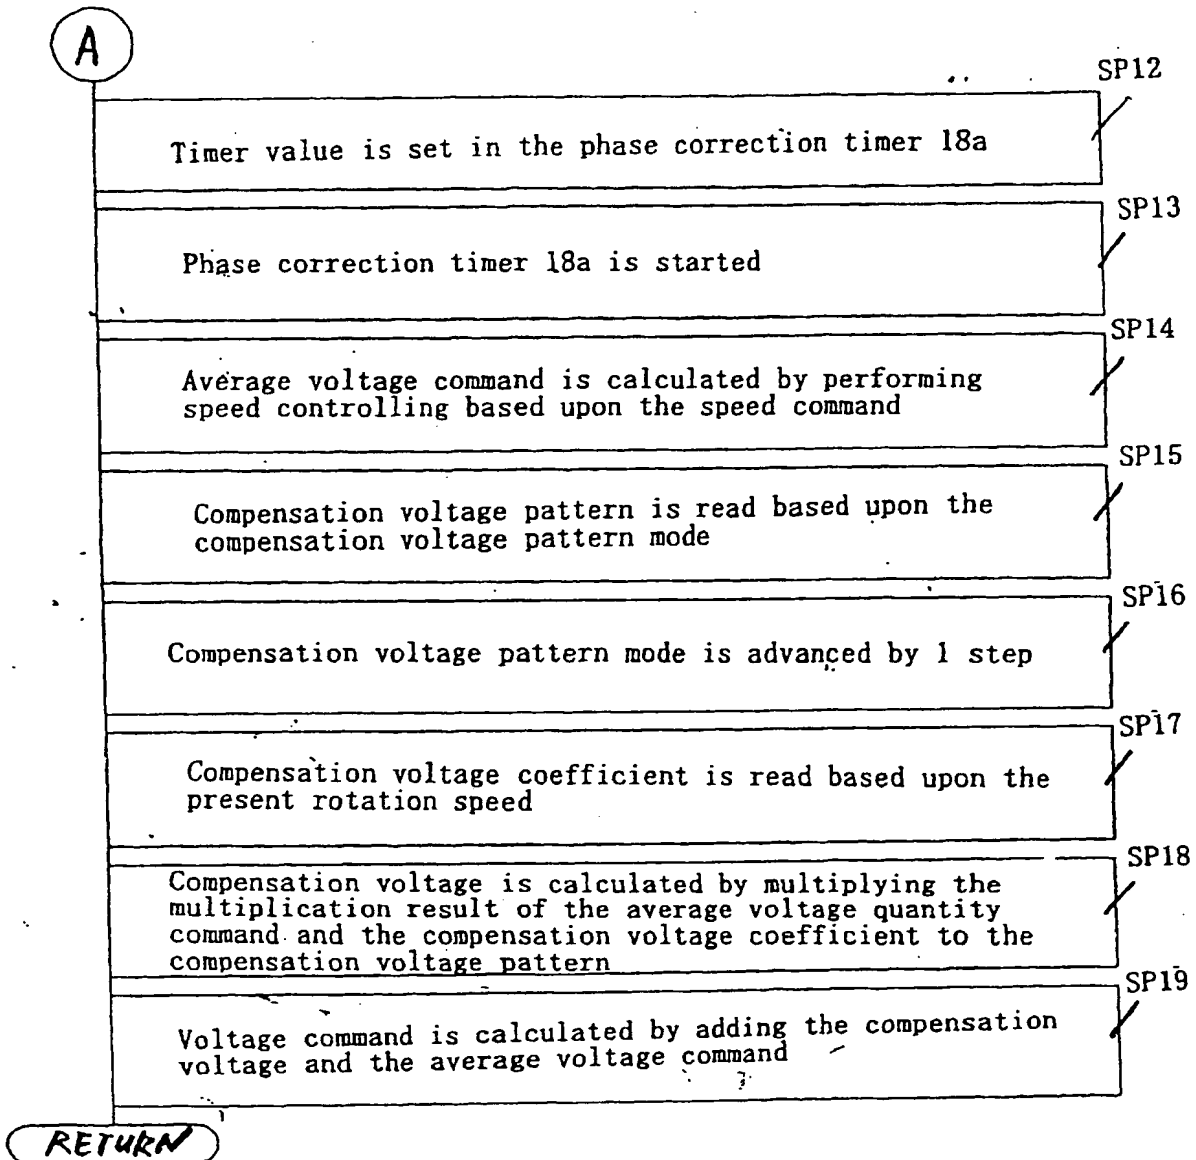 A
SP12
Timer value is set in the phase correction timer 18a
SP13
Phase correction timer 18a is started
SP14
Average voltage command is calculated by performing
speed controlling based upon the speed command
SP15
Compensation voltage pattern is read based upon the
compensation voltage pattern mode
SP16
Compensation voltage pattern mode is advanced by 1 step
SP17
Compensation voltage coefficient is read based upon the
present rotation speed
SP18
Compensation voltage is calculated by multiplying the
multiplication result of the average voltage quantity
command and the compensation voltage coefficient to the
compensation voltage pattern
SP19
Voltage command is calculated by adding the compensation
voltage and the average voltage command
RETURN